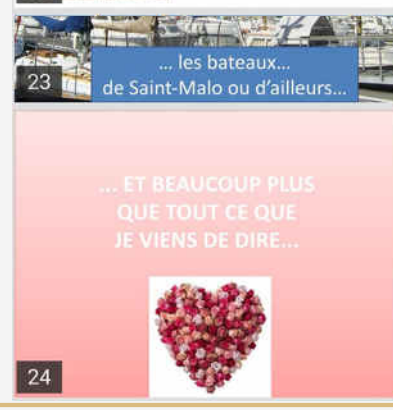 23
... les bateaux...
de Saint-Malo ou d'ailleurs...
... ET BEAUCOUP PLUS
QUE TOUT CE QUE
JE VIENS DE DIRE...
24